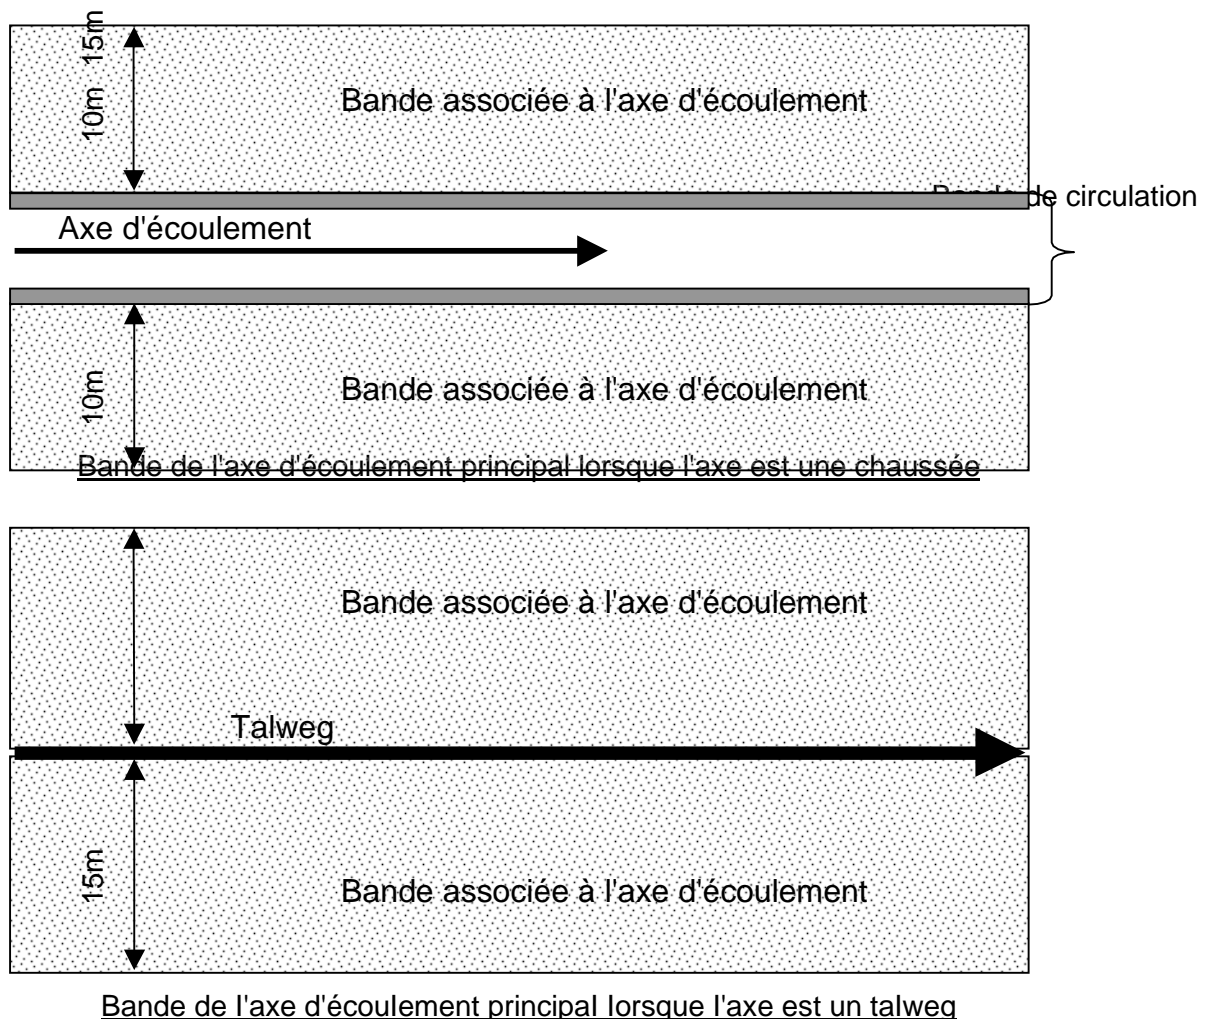 15m
10m
Bande associée à l'axe d'écoulement
Bande de circulation
Axe d'écoulement
10m
Bande associée à l'axe d'écoulement
Bande de l'axe d'écoulement principal lorsque l'axe est une chaussée
Bande associée à l'axe d'écoulement
Talweg
15m
Bande associée à l'axe d'écoulement
Bande de l'axe d'écoulement principal lorsque l'axe est un talweg